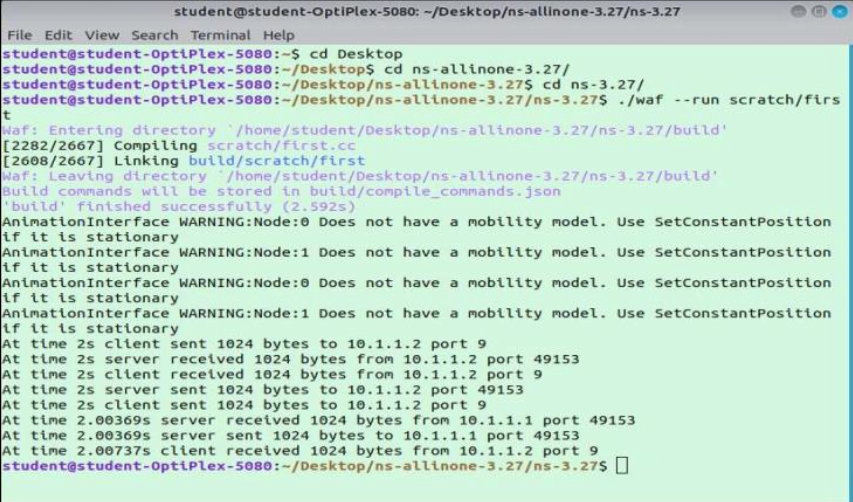 student@student-OptiPlex-5080: ~/Desktop/ns-allinone-3.27/ns-3.27
File Edit View Search Terminal Help
student@student-OptiPlex-5080:~$ cd Desktop
student@student-OptiPlex-5080:~/Desktop$ cd ns-allinone-3.27/
student@student-OptiPlex-5080:~/Desktop/ns-allinone-3.27$ cd ns-3.27/
student@student-OptiPlex-5080:~/Desktop/ns-allinone-3.27/ns-3.27$ ./waf --run scratch/firs
t
Waf: Entering directory `/home/student/Desktop/ns-allinone-3.27/ns-3.27/build'
[2282/2667] Compiling scratch/first.cc
[2608/2667] Linking build/scratch/first
Waf: Leaving directory `/home/student/Desktop/ns-allinone-3.27/ns-3.27/build'
Build commands will be stored in build/compile_commands.json
'build' finished successfully (2.592s)
AnimationInterface WARNING:Node:0 Does not have a mobility model. Use SetConstantPosition
if it is stationary
AnimationInterface WARNING:Node:1 Does not have a mobility model. Use SetConstantPosition
if it is stationary
AnimationInterface WARNING:Node:0 Does not have a mobility model. Use SetConstantPosition
if it is stationary
AnimationInterface WARNING:Node:1 Does not have a mobility model. Use SetConstantPosition
if it is stationary
At time 2s client sent 1024 bytes to 10.1.1.2 port 9
At time 2s server received 1024 bytes from 10.1.1.2 port 49153
At time 2s client received 1024 bytes from 10.1.1.2 port 9
At time 2s server sent 1024 bytes to 10.1.1.2 port 49153
At time 2s client sent 1024 bytes to 10.1.1.2 port 9
At time 2.00369s server received 1024 bytes from 10.1.1.1 port 49153
At time 2.00369s server sent 1024 bytes to 10.1.1.1 port 49153
At time 2.00737s client received 1024 bytes from 10.1.1.2 port 9
student@student-OptiPlex-5080:~/Desktop/ns-allinone-3.27/ns-3.27$